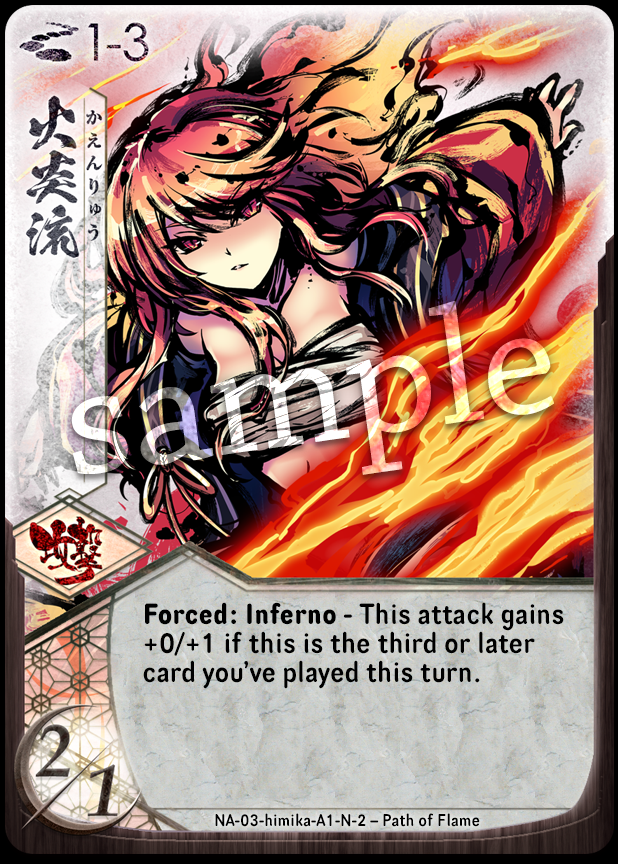 1-3
火炎流
かえんりゅう
sample
攻撃
Forced: Inferno - This attack gains
+0/+1 if this is the third or later
card you've played this turn.
2/1
NA-03-himika-A1-N-2 – Path of Flame